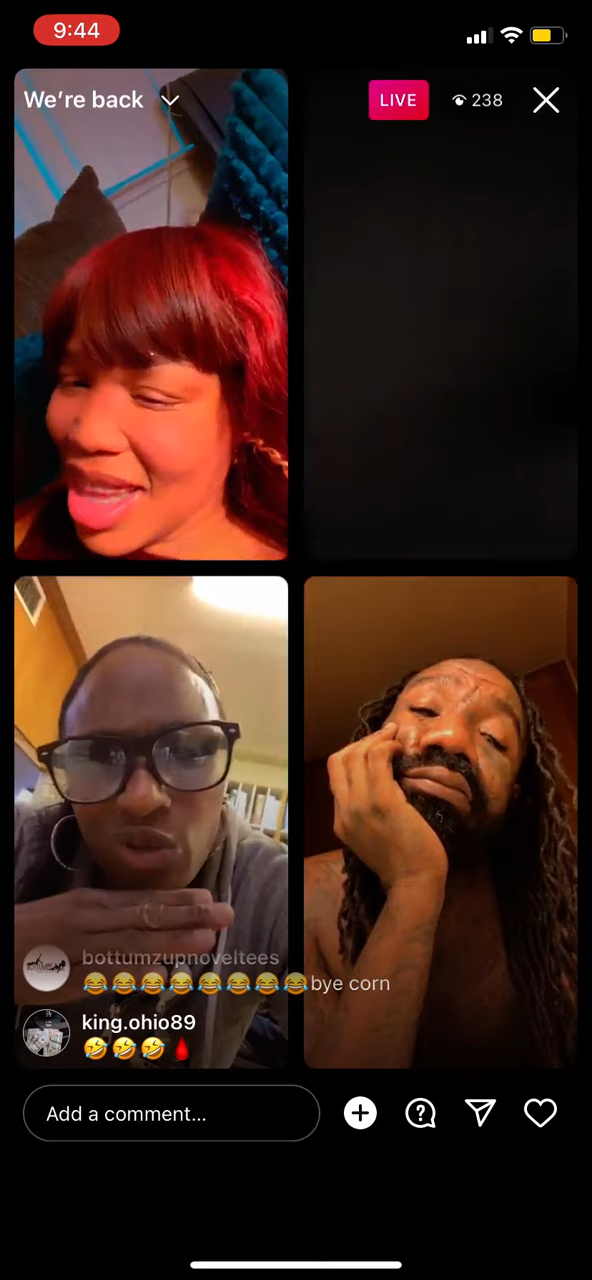 9:44
We're back
LIVE
238
bottumzupnoveltees
😂😂😂😂😂😂😂😂bye corn
king.ohio89
🤣🤣🤣🩸
Add a comment...